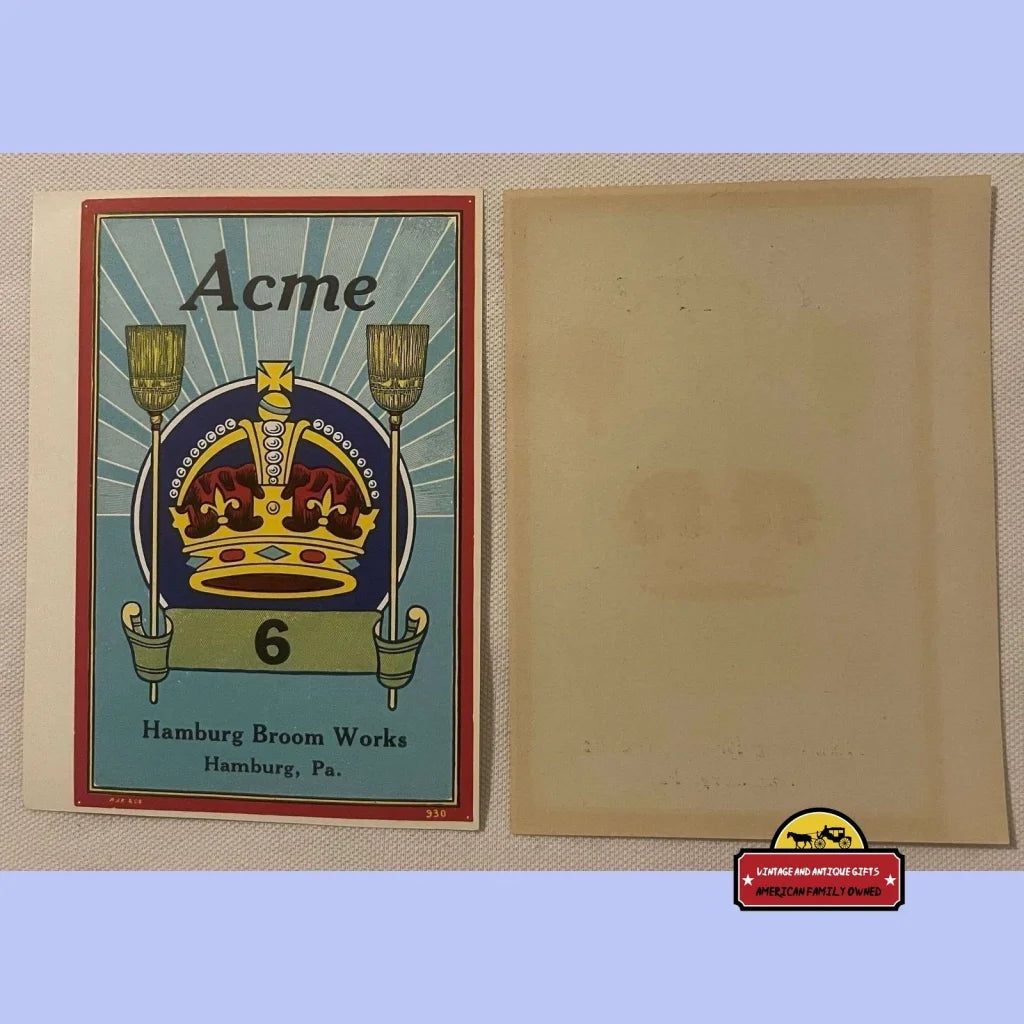 Acme
6
Hamburg Broom Works
Hamburg, Pa.
930
VINTAGE AND ANTIQUE GIFTS
AMERICAN FAMILY OWNED